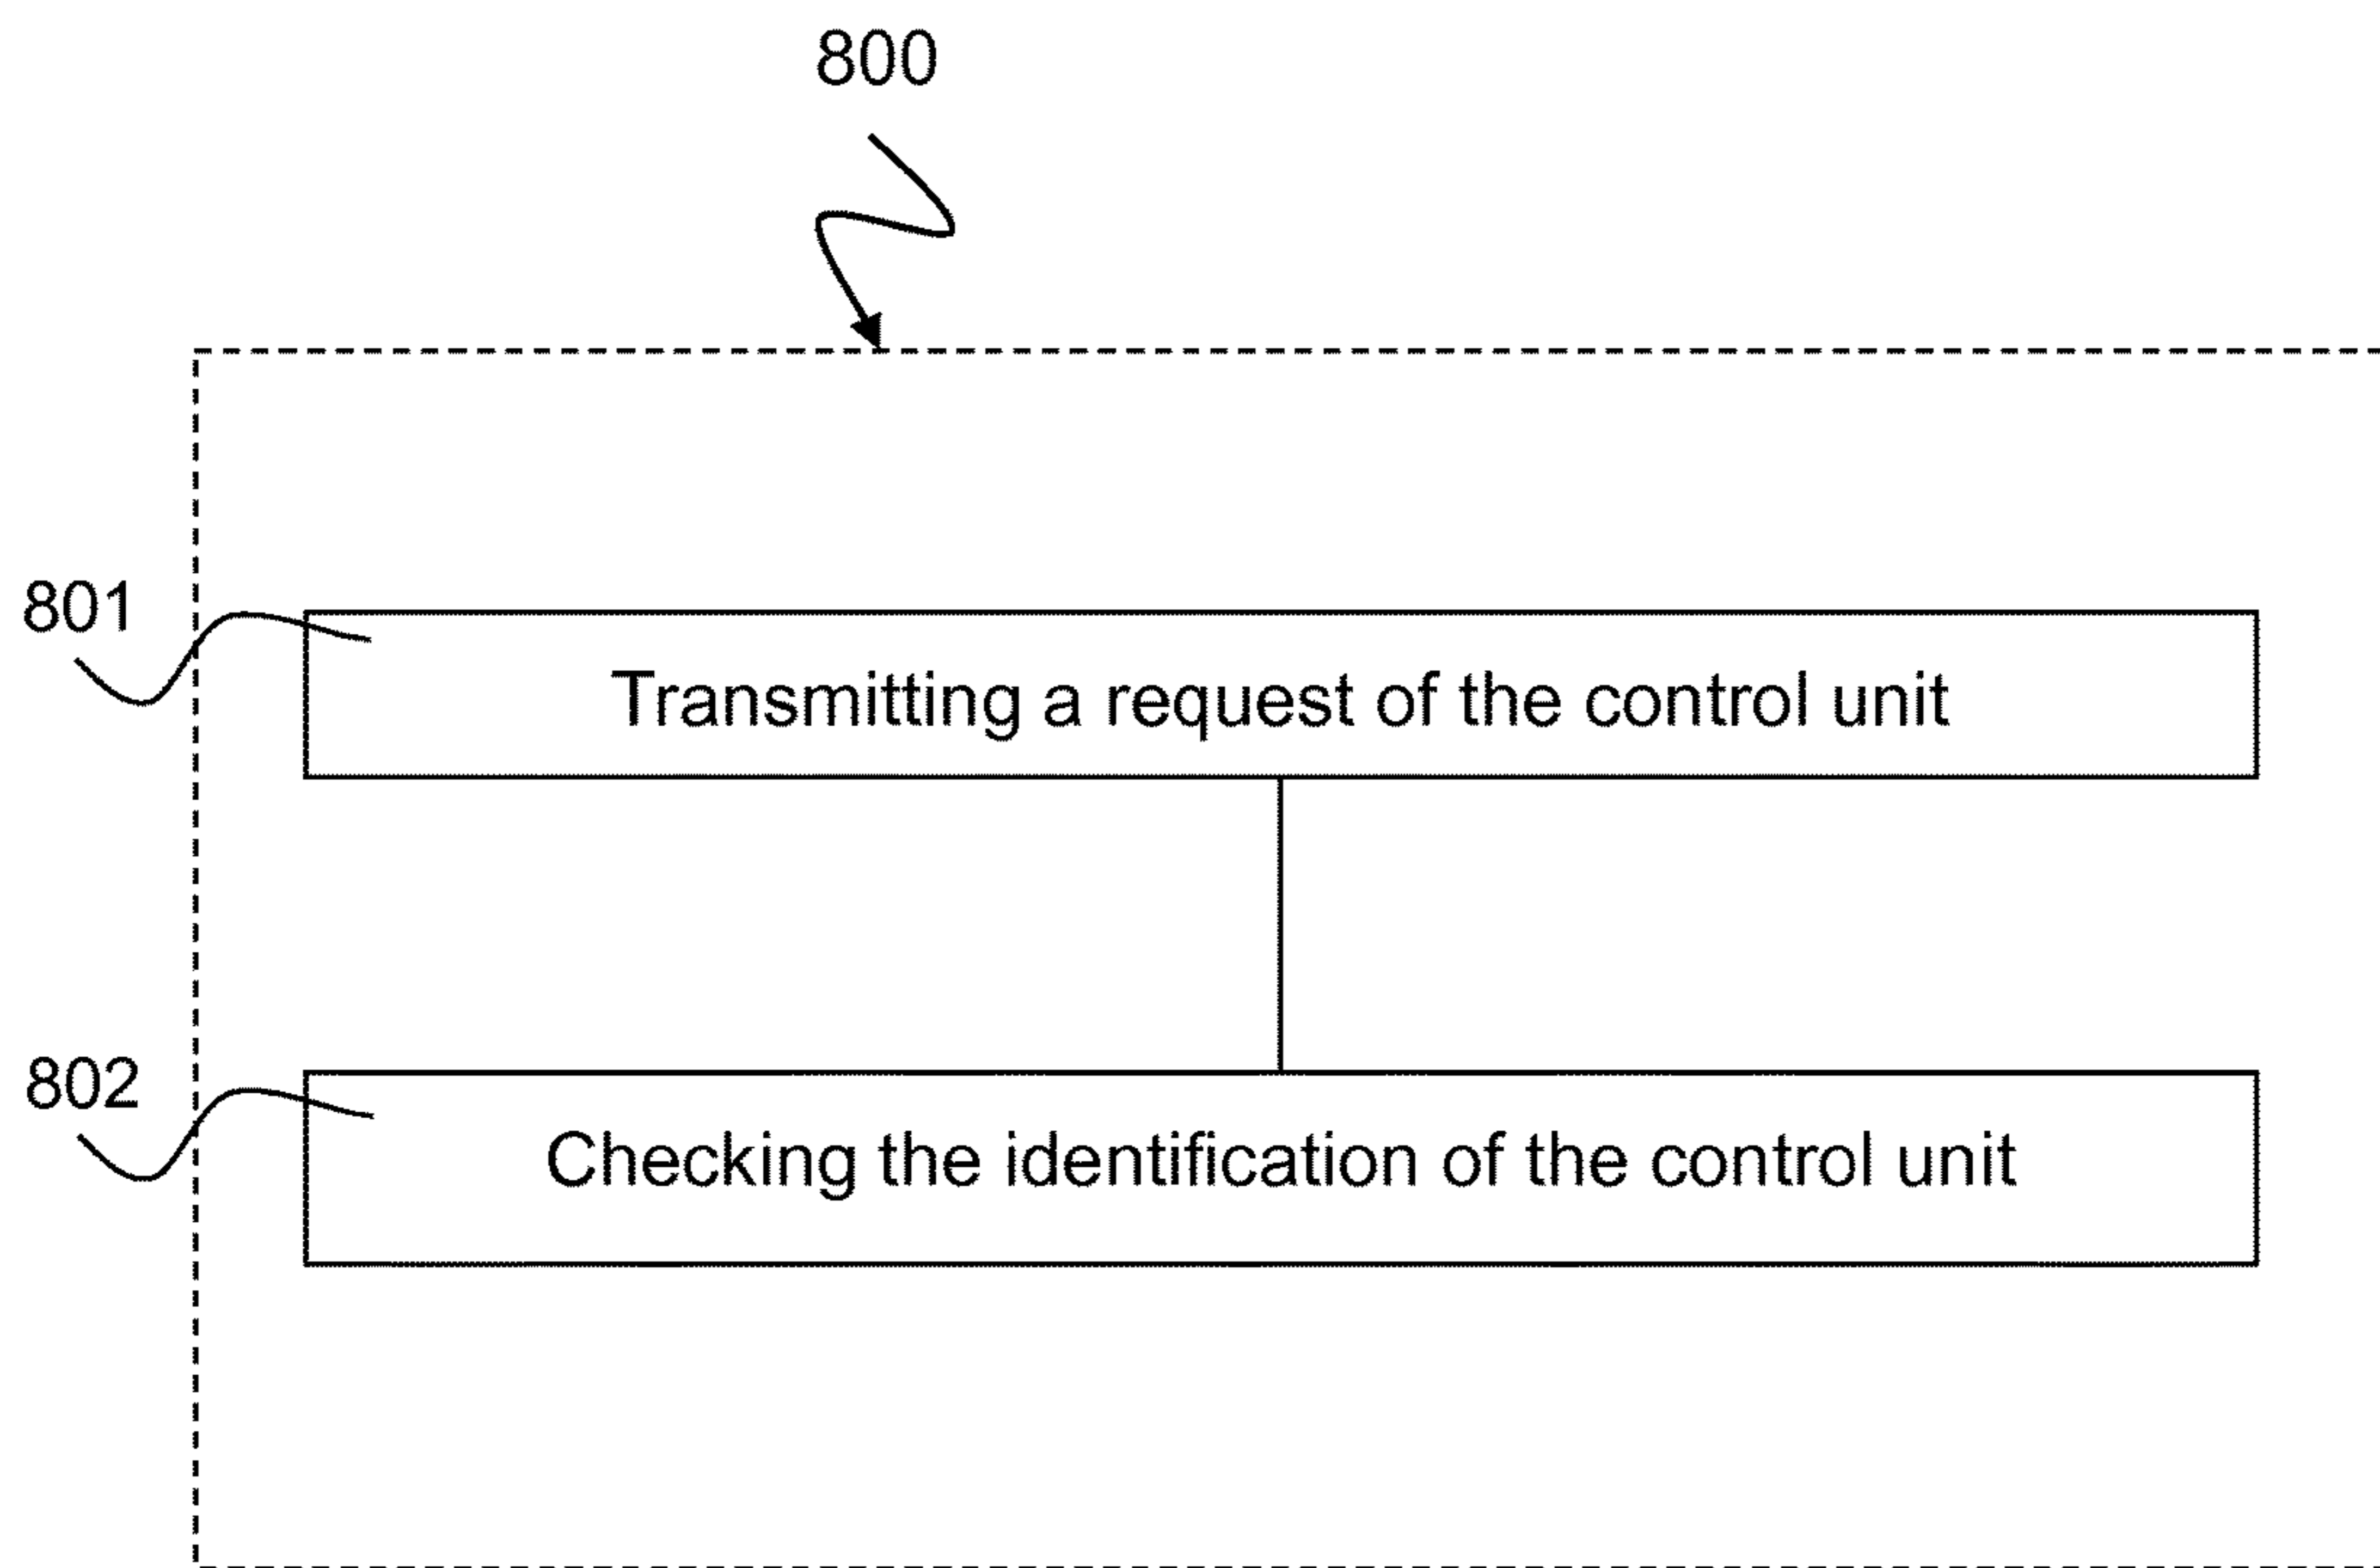 800
801
Transmitting a request of the control unit
802
Checking the identification of the control unit